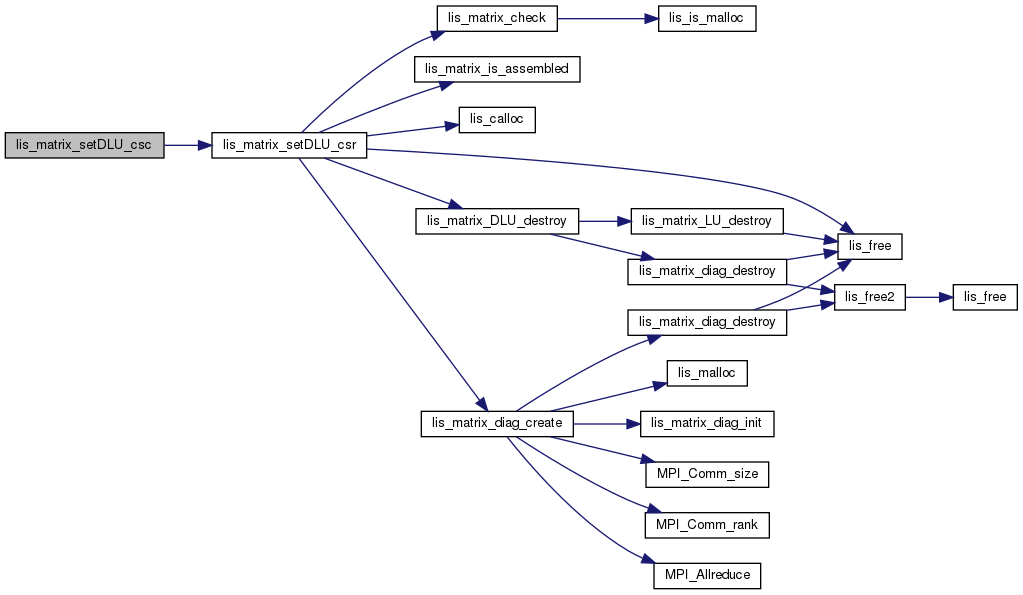 lis_matrix_check
lis_is_malloc
lis_matrix_is_assembled
lis_calloc
lis_matrix_setDLU_csc
lis_matrix_setDLU_csr
lis_matrix_DLU_destroy
lis_matrix_LU_destroy
lis_free
lis_matrix_diag_destroy
lis_free2
lis_free
lis_matrix_diag_destroy
lis_malloc
lis_matrix_diag_create
lis_matrix_diag_init
MPI_Comm_size
MPI_Comm_rank
MPI_Allreduce